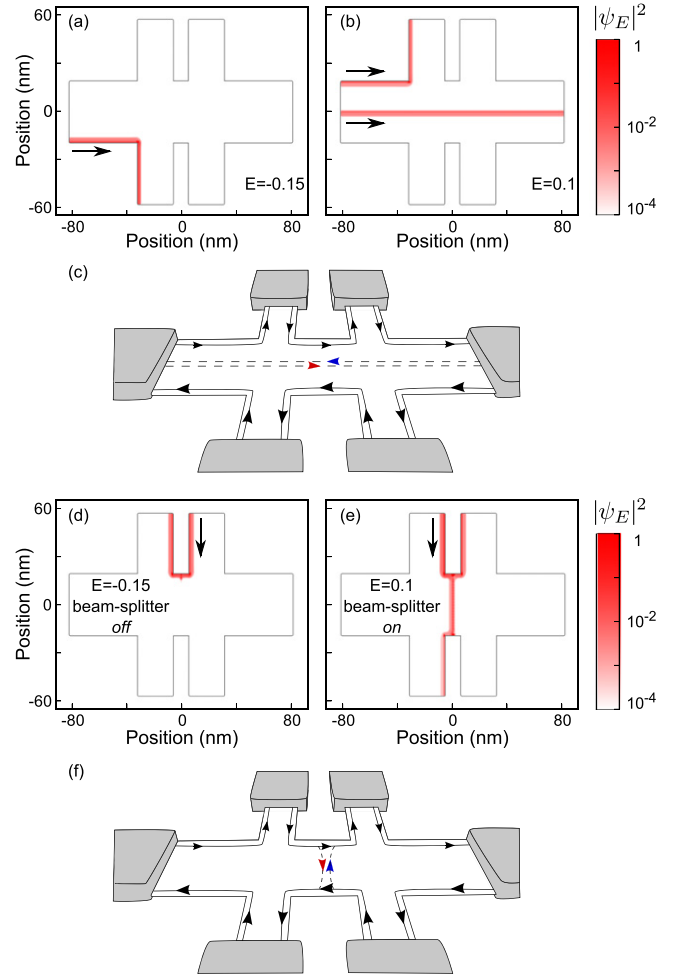 (a)
(b)
|ψ_E|²
60
0
-60
Position (nm)
E=-0.15
E=0.1
1
10⁻²
10⁻⁴
-80
0
80
-80
0
80
Position (nm)
Position (nm)
(c)
(d)
(e)
|ψ_E|²
60
0
-60
Position (nm)
E=-0.15
beam-splitter
off
E=0.1
beam-splitter
on
1
10⁻²
10⁻⁴
-80
0
80
-80
0
80
Position (nm)
Position (nm)
(f)